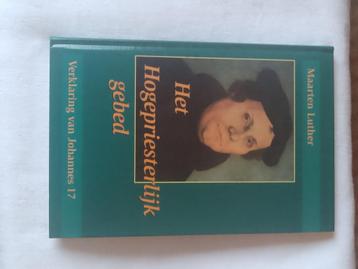 Maarten Luther
Het
Hogepriesterlijk
gebed
Verklaring van Johannes 17